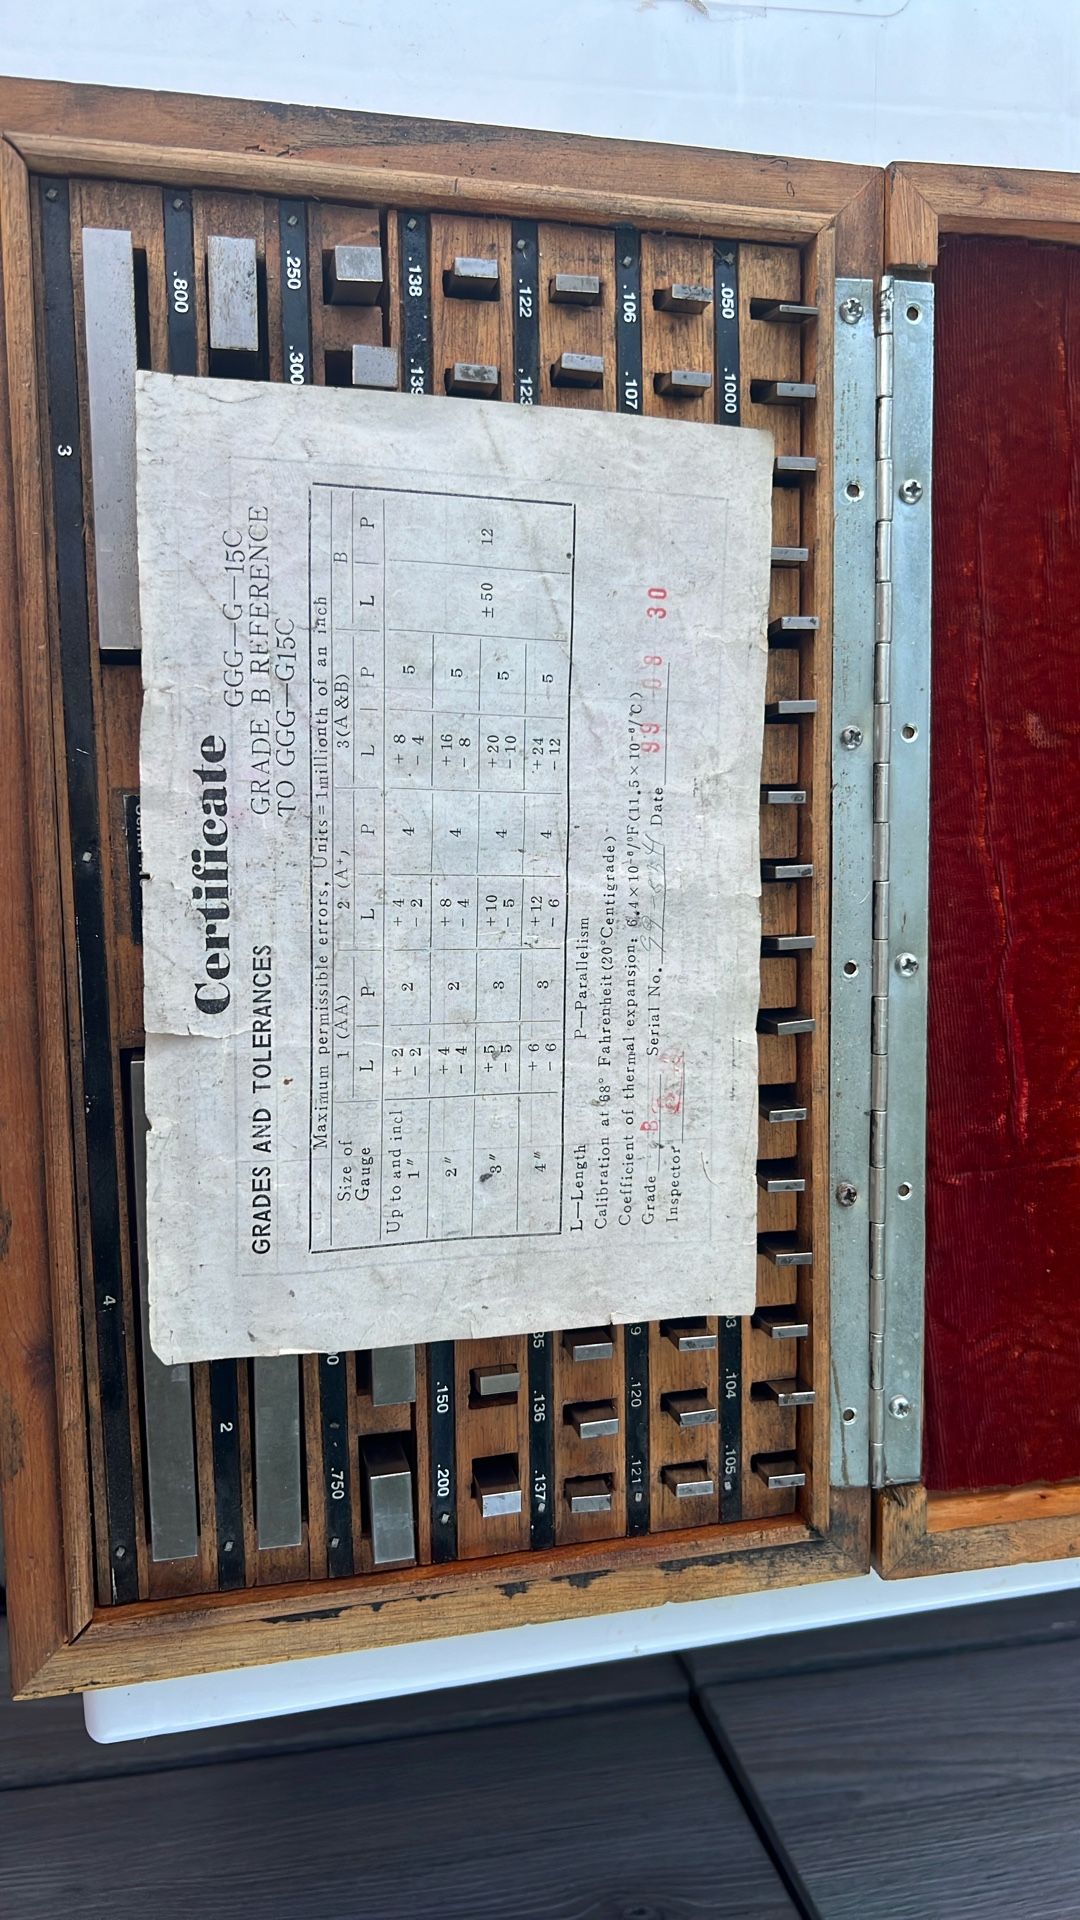 Certificate
GGG—G—15C
GRADES AND TOLERANCES
GRADE B REFERENCE
TO GGG—G15C
Maximum permissible errors, Units = 1millionth of an inch
Size of Gauge 1 (AA) 2 (A+, 3(A &B) B
L P L P L P L P
Up to and incl 1″ +2 -2 2 +4 -2 4 +8 -4 5
2″ +4 -4 2 +8 -4 4 +16 -8 5
3″ +5 -5 3 +10 -5 4 +20 -10 5 ±50 12
4″ +6 -6 3 +12 -6 4 +24 -12 5
L—Length P—Parallelism
Calibration at 68° Fahrenheit (20°Centigrade)
Coefficient of thermal expansion: 6.4×10⁻⁶/°F(11.5×10⁻⁶/℃)
Grade B Serial No. Date 99 08 30
Inspector
3
4
.800
2
.250
.300
.750
.138
.139
.150
.200
.122
.123
.136
.137
.106
.107
.120
.121
.050
.1000
.104
.105